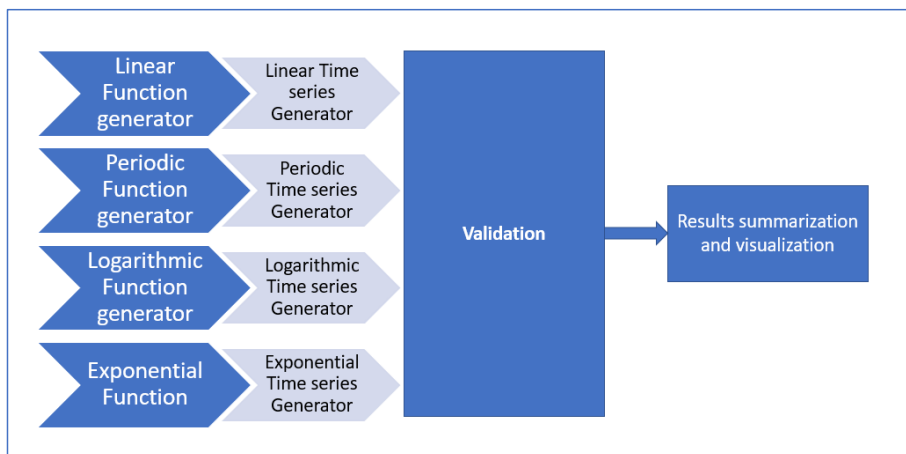 Linear
Function
generator
Linear Time
series
Generator
Periodic
Function
generator
Periodic
Time series
Generator
Logarithmic
Function
generator
Logarithmic
Time series
Generator
Exponential
Function
Exponential
Time series
Generator
Validation
Results summarization
and visualization